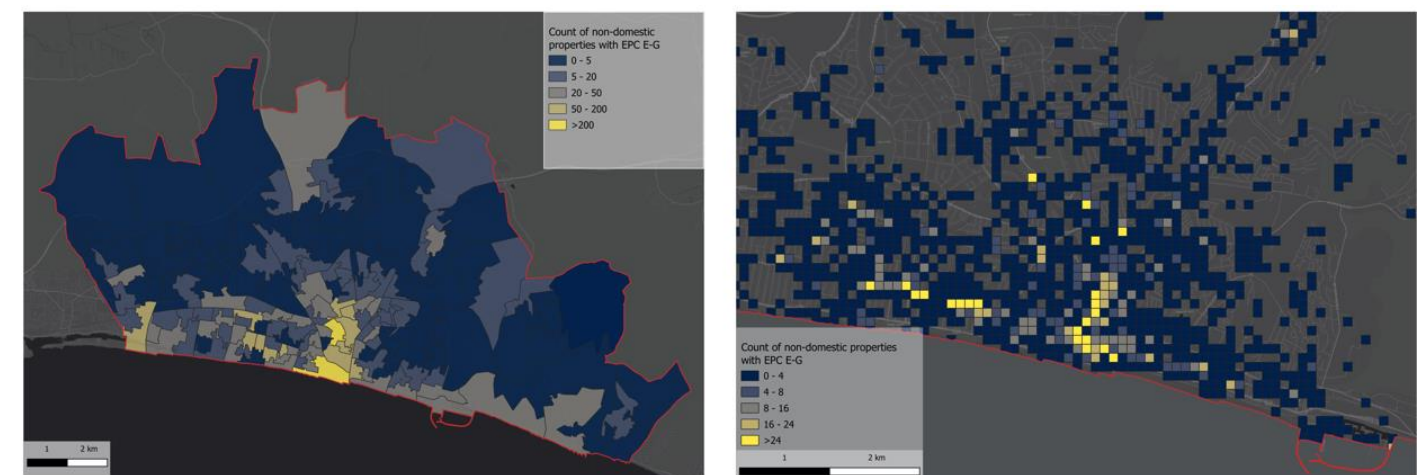 Count of non-domestic
properties with EPC E-G
0 - 5
5 - 20
20 - 50
50 - 200
>200
1 2 km
Count of non-domestic properties
with EPC E-G
0 - 4
4 - 8
8 - 16
16 - 24
>24
1 2 km